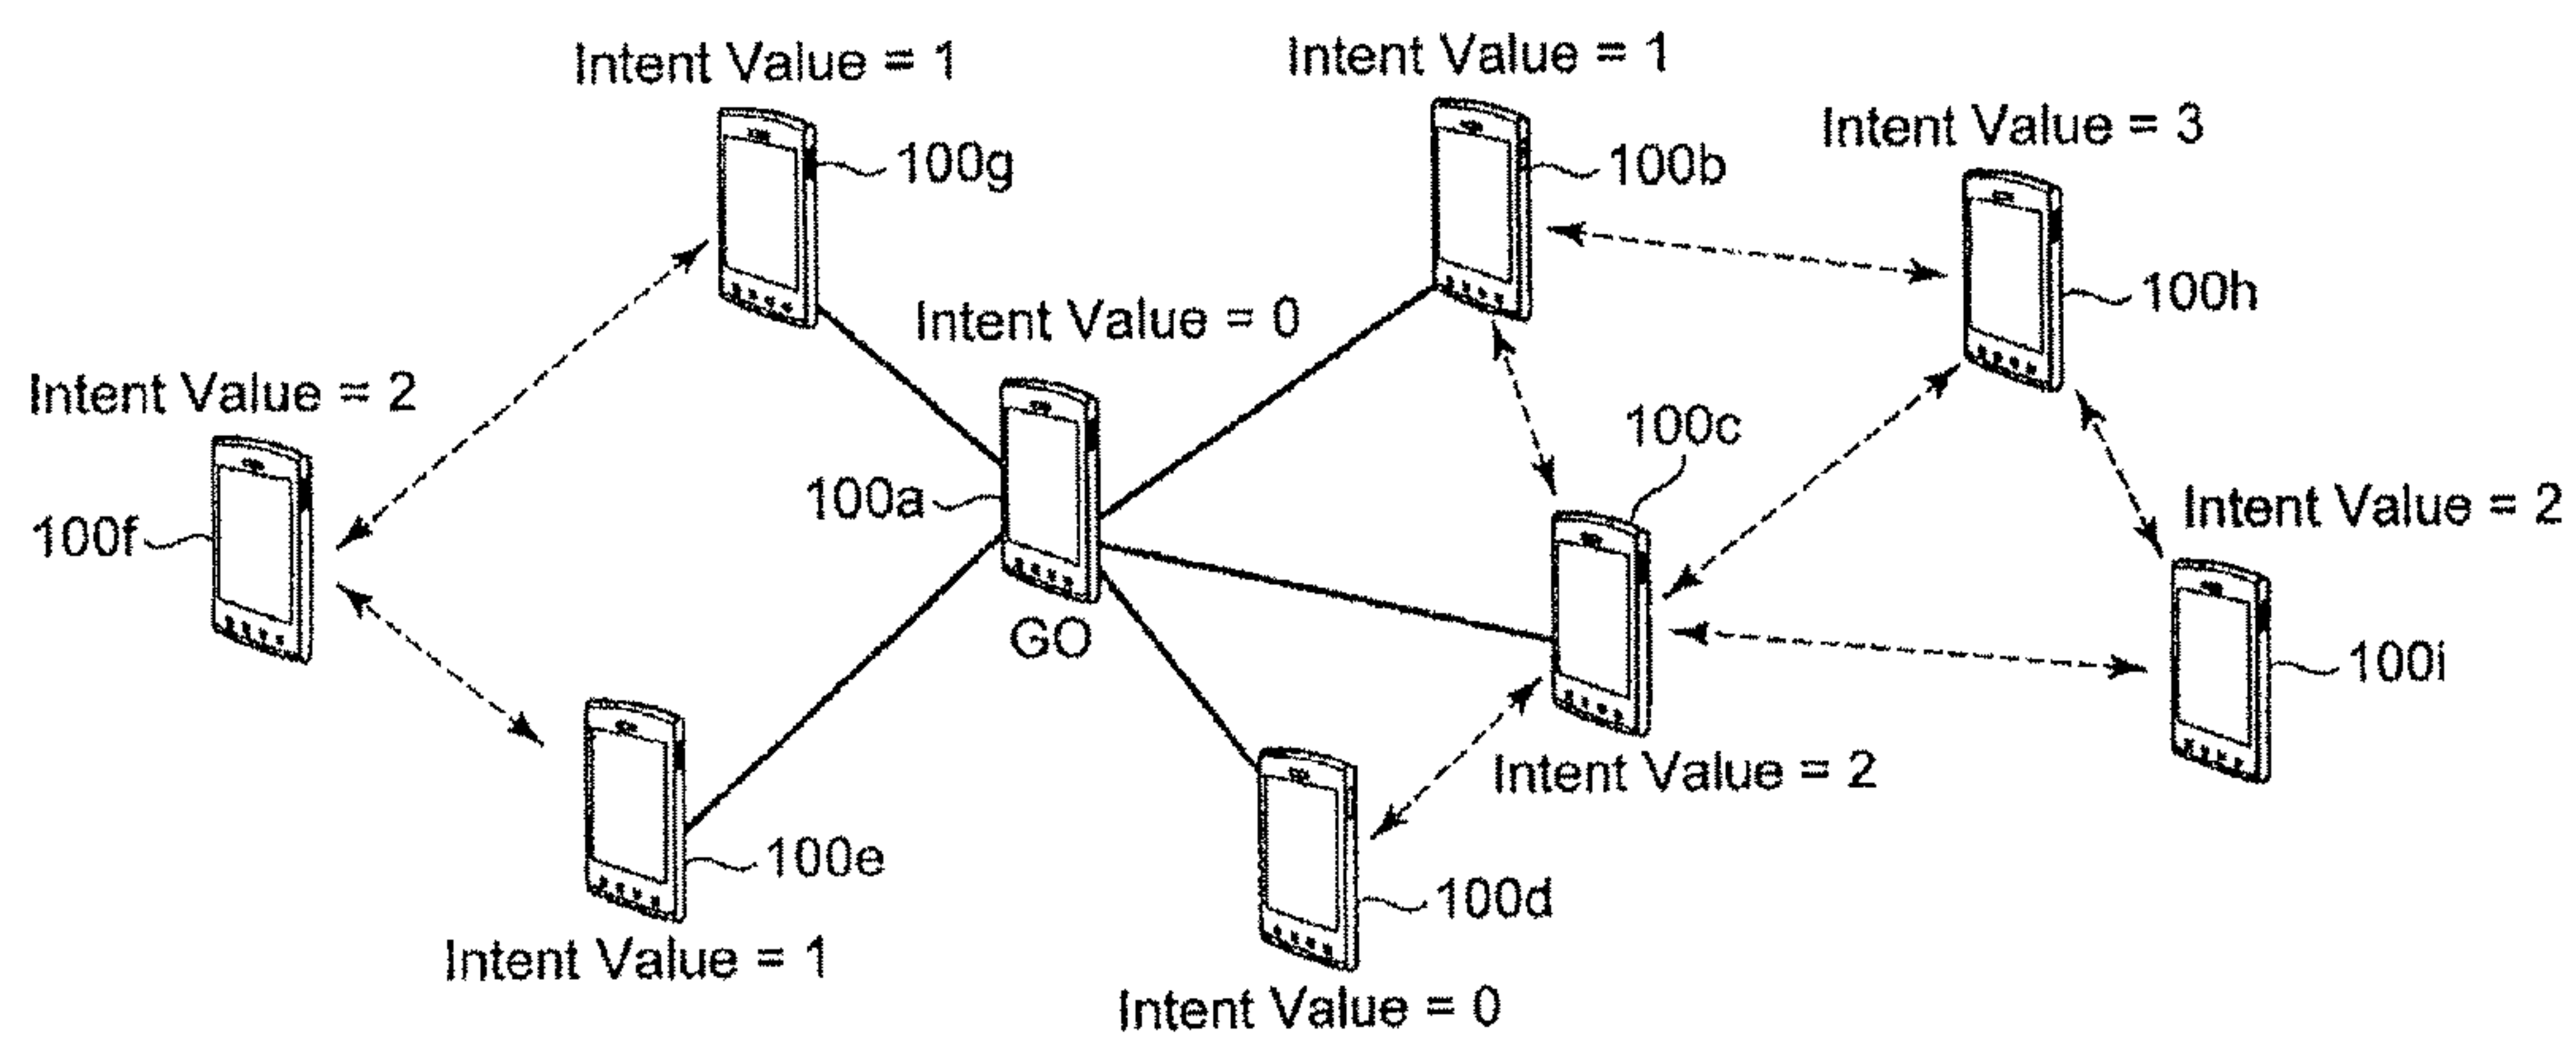 Intent Value = 1
Intent Value = 1
Intent Value = 3
100g
100b
100h
Intent Value = 0
Intent Value = 2
100c
100a
Intent Value = 2
100f
GO
100i
Intent Value = 2
100e
100d
Intent Value = 1
Intent Value = 0